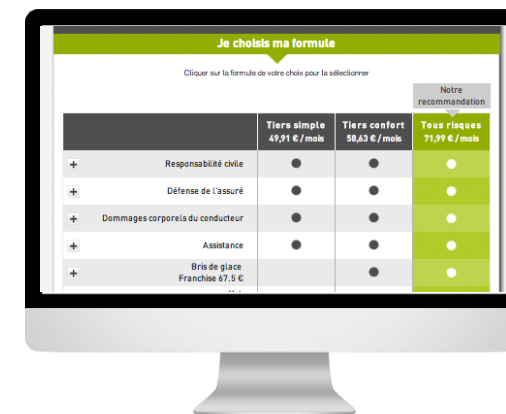 Je choisis ma formule
Cliquer sur la formule de votre choix pour la sélectionner
Notre
recommandation
Tiers simple
49,91 € / mois
Tiers confort
58,63 € / mois
Tous risques
71,99 € / mois
+ Responsabilité civile
+ Défense de l'assuré
+ Dommages corporels du conducteur
+ Assistance
+ Bris de glace
Franchise 67.5 €